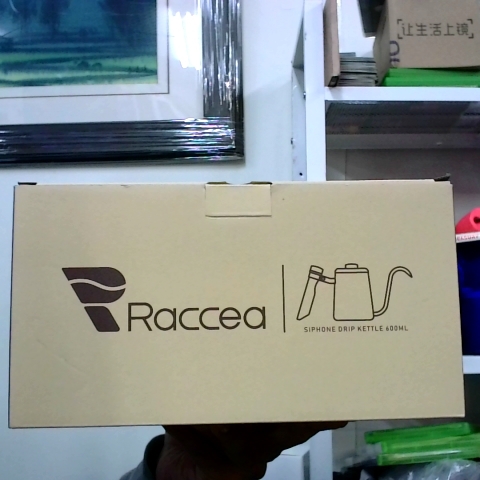 让生活上镜
Raccea
SIPHONE DRIP KETTLE 600ML